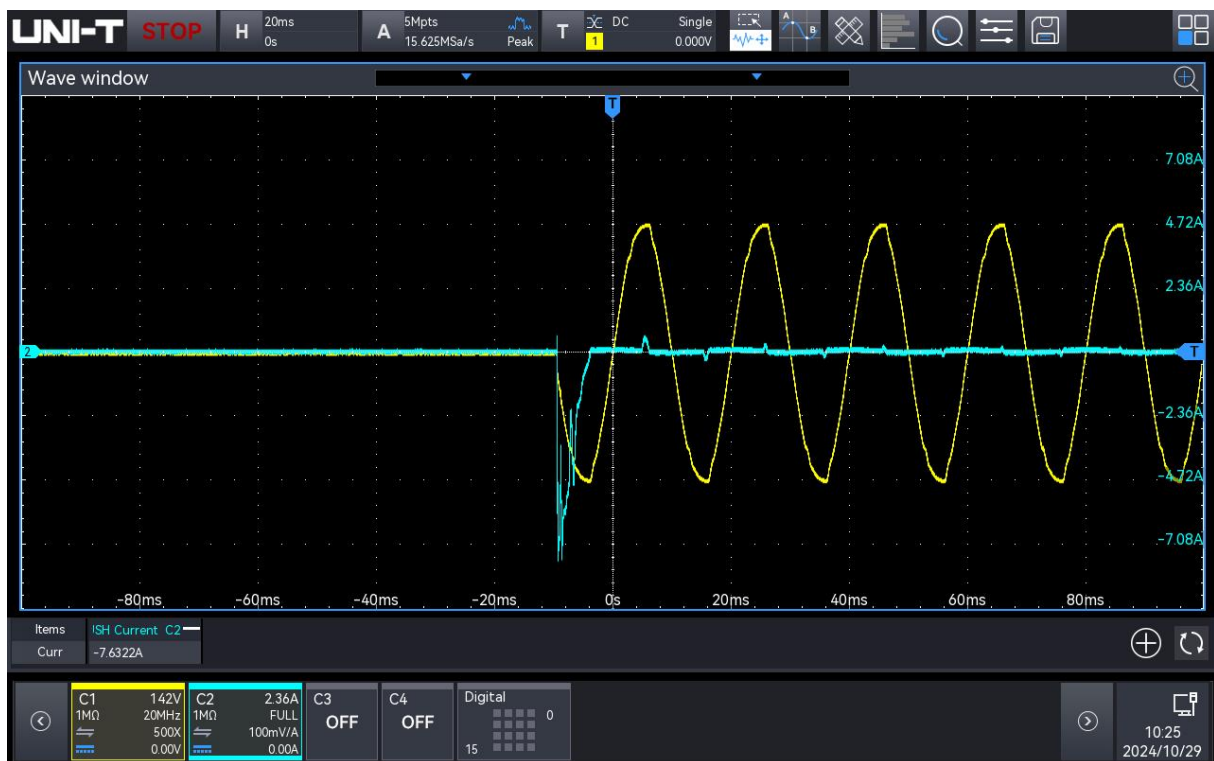 UNI-T STOP H 20ms 0s A 5Mpts 15.625MSa/s Peak T DC 1 Single 0.000V A B
Wave window
T
7.08A
4.72A
2.36A
2 T
-2.36A
-4.72A
-7.08A
-80ms -60ms -40ms -20ms 0s 20ms 40ms 60ms 80ms
Items SH Current C2
Curr -7.6322A
C1 142V C2 2.36A C3 C4 Digital
1MΩ 20MHz 1MΩ FULL OFF OFF 0
500X 100mV/A
0.00V 0.00A 15
10:25
2024/10/29